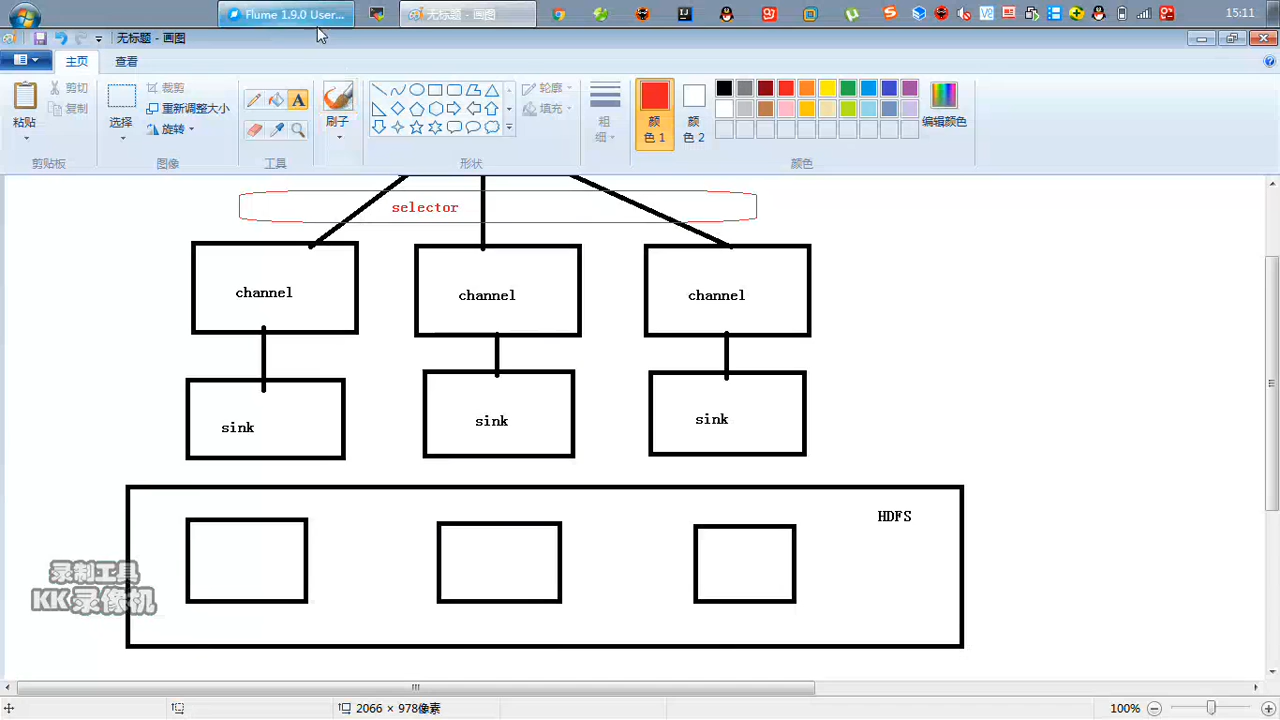 Flume 1.9.0 User...
无标题 - 画图
15:11
无标题 - 画图
主页
查看
粘贴
剪切
复制
剪贴板
选择
裁剪
重新调整大小
旋转
图像
工具
刷子
形状
轮廓
填充
粗
细
颜
色 1
颜
色 2
编辑颜色
颜色
selector
channel
channel
channel
sink
sink
sink
HDFS
录制工具
KK录像机
2066 × 978像素
100%